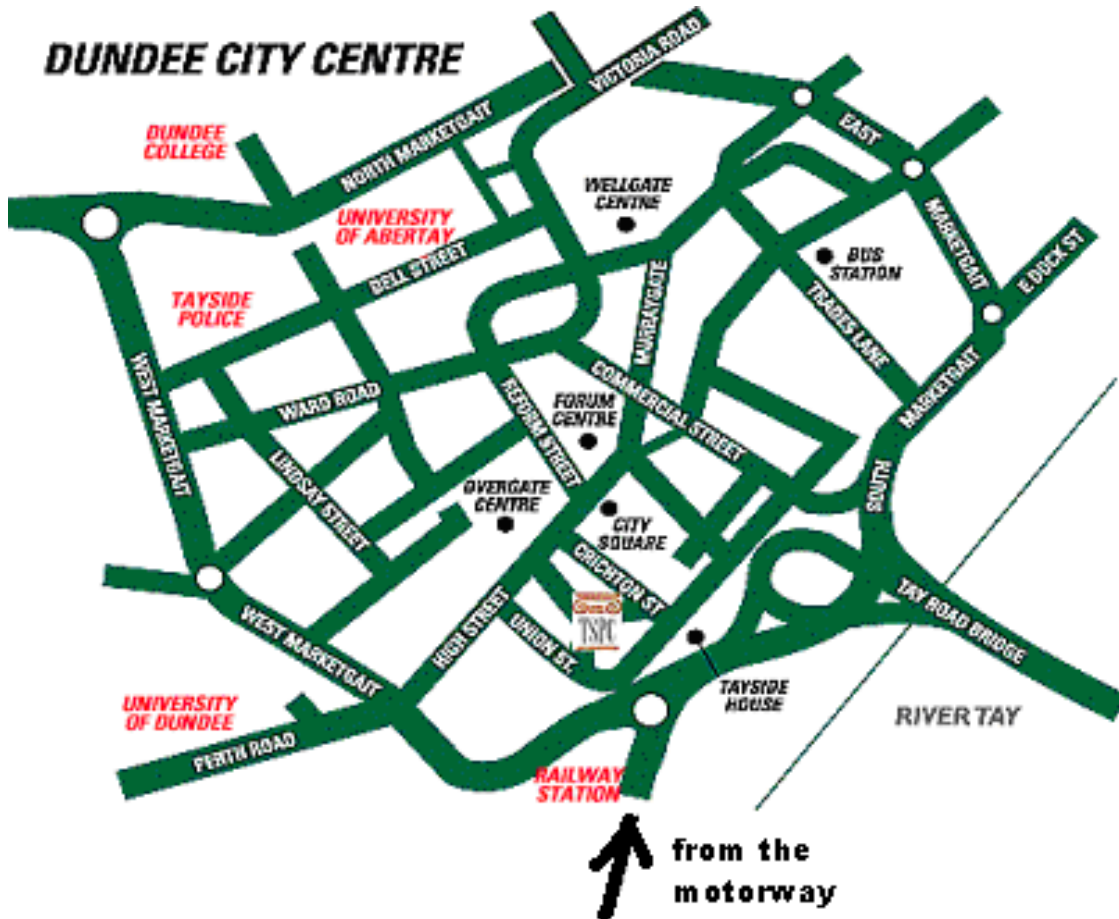 DUNDEE CITY CENTRE
VICTORIA ROAD
DUNDEE
COLLEGE
NORTH MARKETGAIT
EAST
MARKETGAIT
WELLGATE
CENTRE
UNIVERSITY
OF ABERTAY
BELL STREET
BUS
STATION
E DOCK ST
TAYSIDE
POLICE
MURRAYGATE
TRADES LANE
WEST MARKETGAIT
WARD ROAD
REFORM STREET
FORUM
CENTRE
COMMERCIAL STREET
SOUTH
MARKETGAIT
LINDSAY STREET
OVERGATE
CENTRE
CITY
SQUARE
CRICHTON ST
TSPC
TAY ROAD BRIDGE
WEST MARKETGAIT
HIGH STREET
UNION ST.
TAYSIDE
HOUSE
UNIVERSITY
OF DUNDEE
PERTH ROAD
RIVER TAY
RAILWAY
STATION
from the
motorway